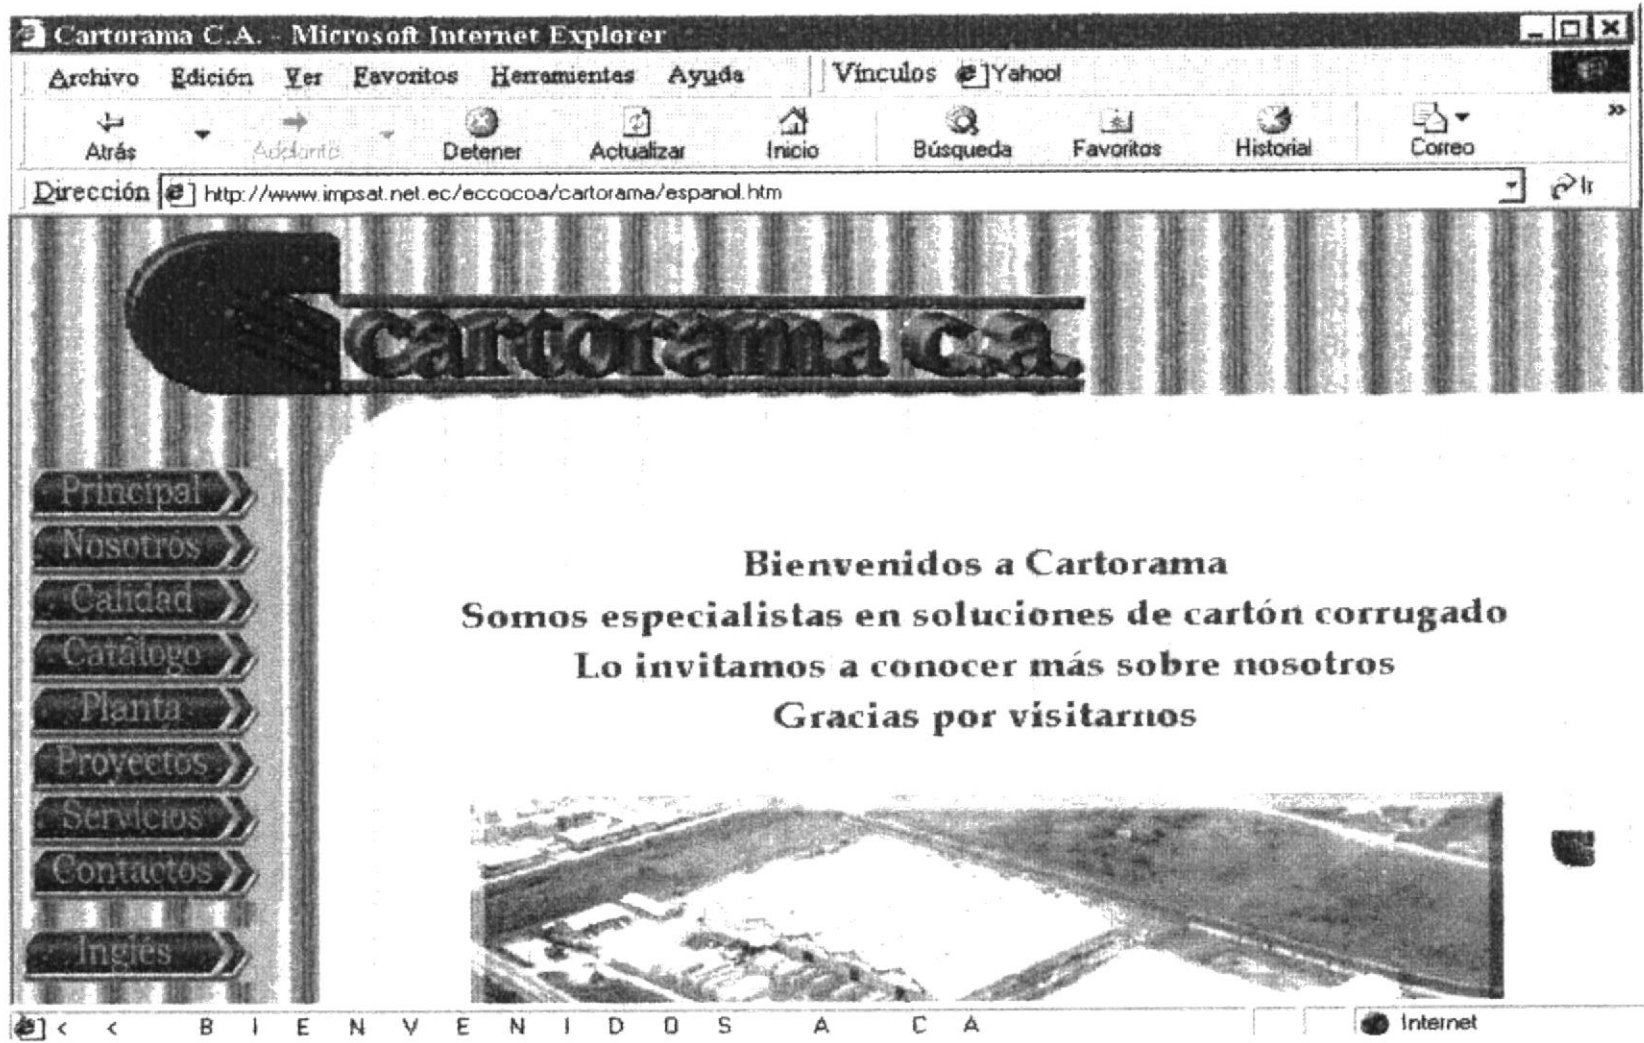 Cartorama C.A. - Microsoft Internet Explorer
Archivo Edición Ver Favoritos Herramientas Ayuda Vínculos Yahoo!
Atrás Adelante Detener Actualizar Inicio Búsqueda Favoritos Historial Correo »
Dirección http://www.impsat.net.ec/eccocoa/cartorama/espanol.htm Ir
cartorama c.a.
Principal
Nosotros
Calidad
Catálogo
Planta
Proyectos
Servicios
Contactos
Inglés
Bienvenidos a Cartorama
Somos especialistas en soluciones de cartón corrugado
Lo invitamos a conocer más sobre nosotros
Gracias por visitarnos
< < B I E N V E N I D O S A C A Internet